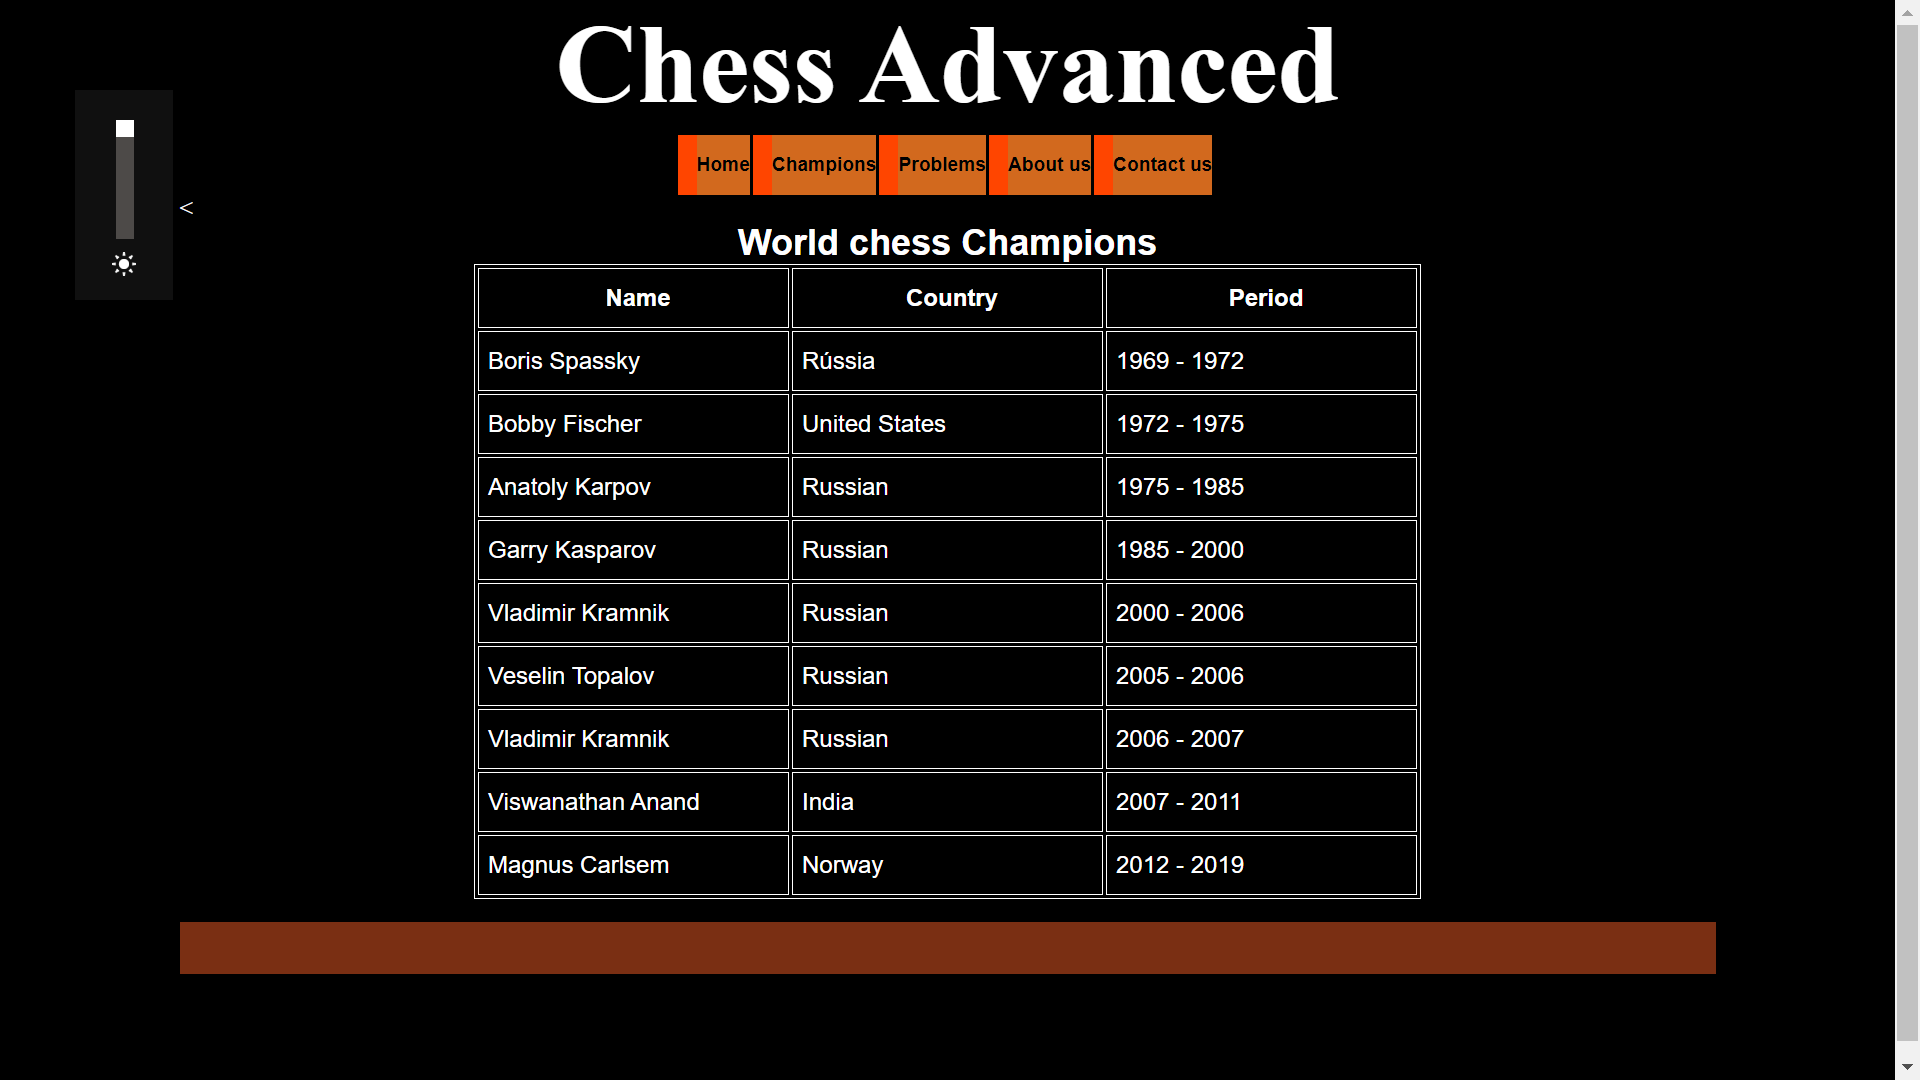 Chess Advanced
Home Champions Problems About us Contact us
<
World chess Champions
Name Country Period
Boris Spassky Rússia 1969 - 1972
Bobby Fischer United States 1972 - 1975
Anatoly Karpov Russian 1975 - 1985
Garry Kasparov Russian 1985 - 2000
Vladimir Kramnik Russian 2000 - 2006
Veselin Topalov Russian 2005 - 2006
Vladimir Kramnik Russian 2006 - 2007
Viswanathan Anand India 2007 - 2011
Magnus Carlsem Norway 2012 - 2019